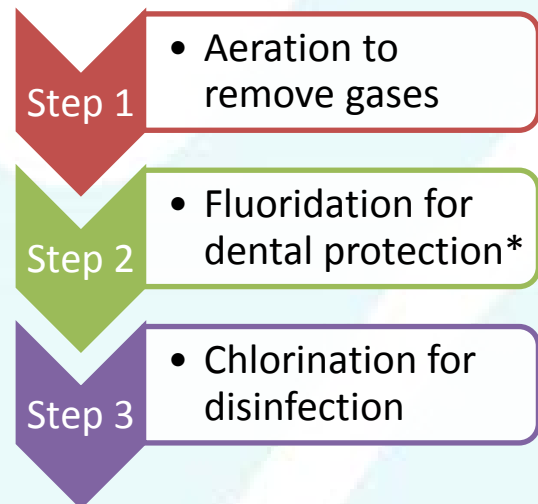 Step 1
• Aeration to
remove gases
Step 2
• Fluoridation for
dental protection*
Step 3
• Chlorination for
disinfection